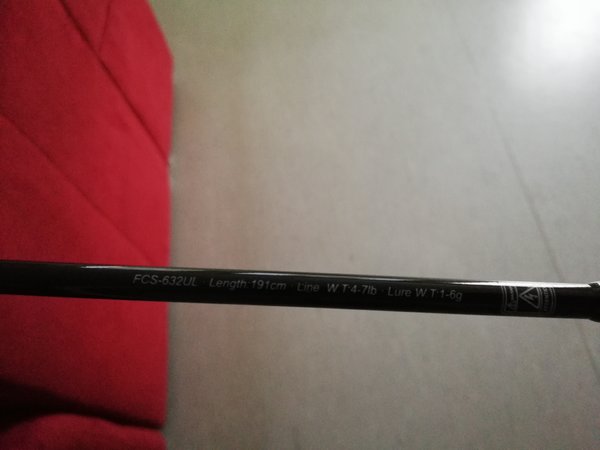 FCS-632UL · Length:191cm · Line W.T:4-7lb · Lure W.T:1-6g